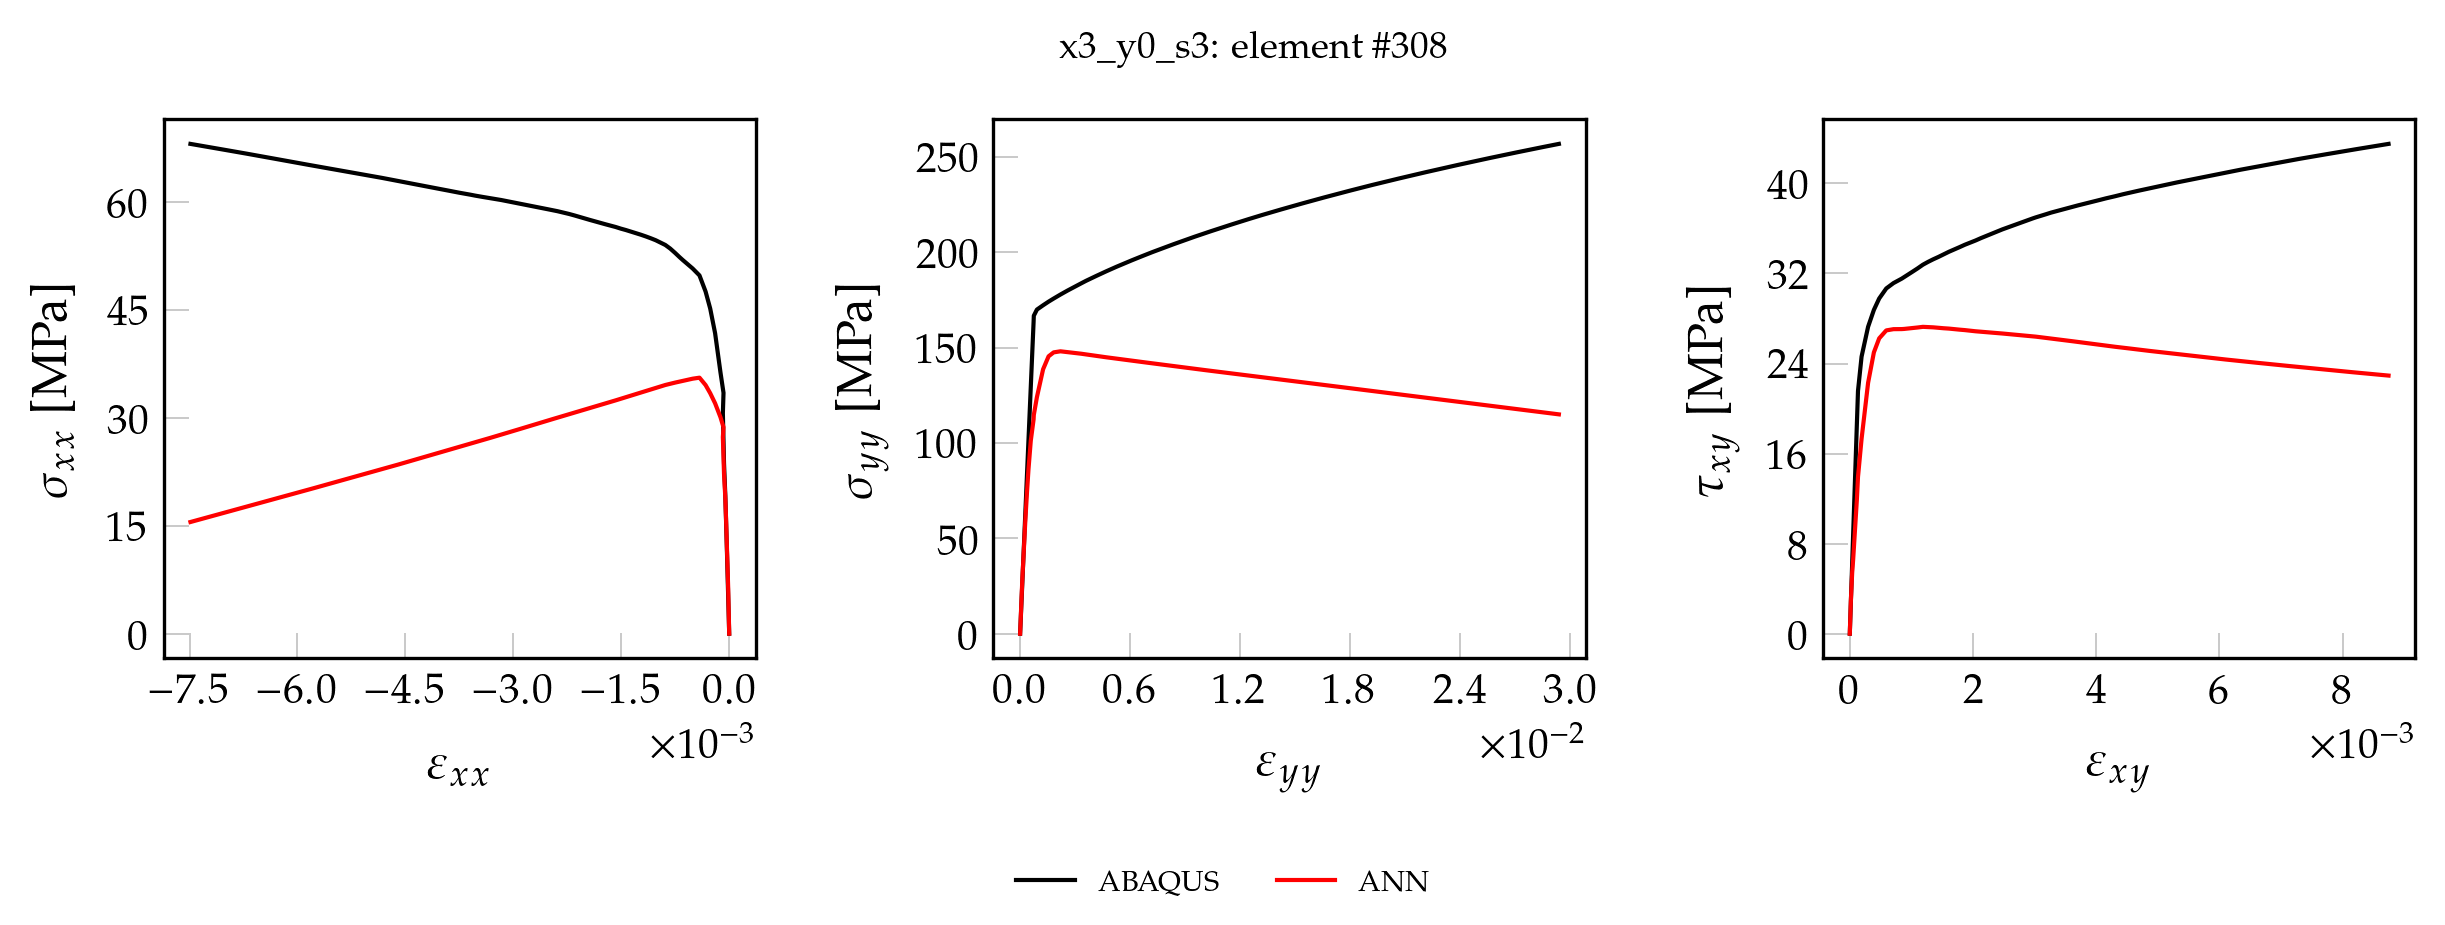 x3_y0_s3: element #308
σxx [MPa]
60
45
30
15
0
−7.5 −6.0 −4.5 −3.0 −1.5 0.0
×10⁻³
εxx
σyy [MPa]
250
200
150
100
50
0
0.0 0.6 1.2 1.8 2.4 3.0
×10⁻²
εyy
τxy [MPa]
40
32
24
16
8
0
0 2 4 6 8
×10⁻³
εxy
ABAQUS ANN